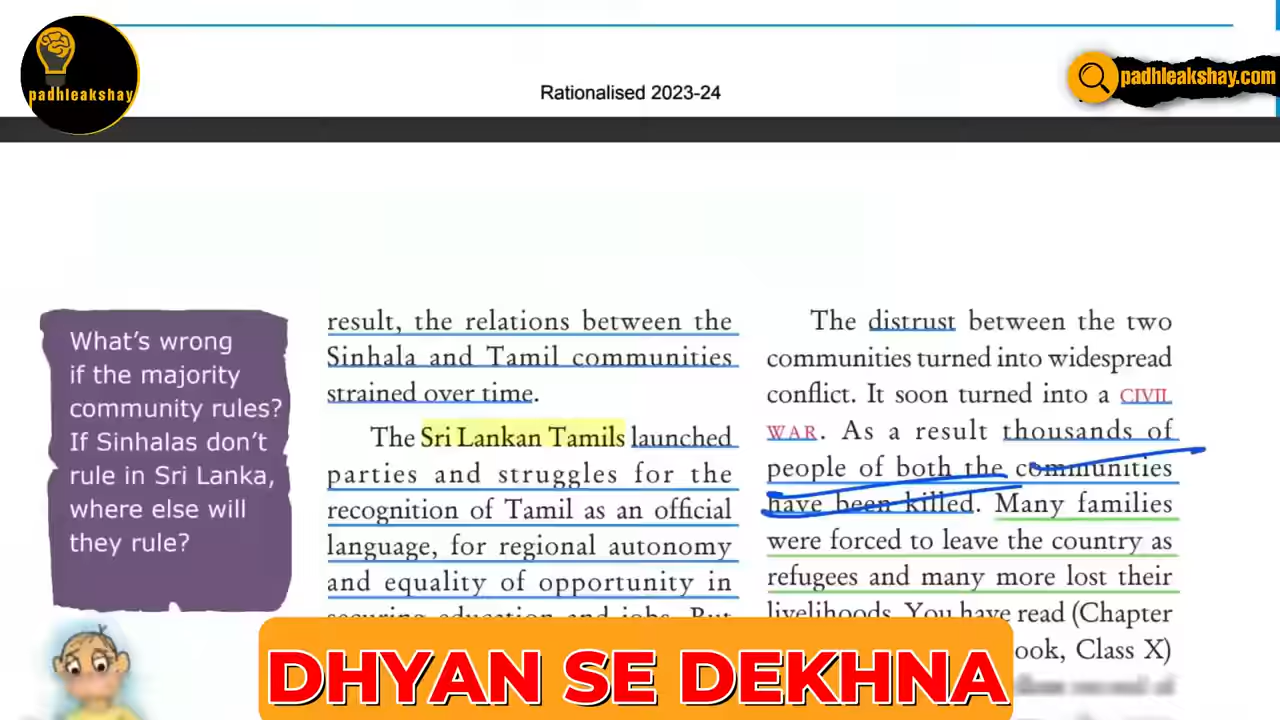 padhleakshay
padhleakshay.com
Rationalised 2023-24
What's wrong
if the majority
community rules?
If Sinhalas don't
rule in Sri Lanka,
where else will
they rule?
result, the relations between the
Sinhala and Tamil communities
strained over time.
The Sri Lankan Tamils launched
parties and struggles for the
recognition of Tamil as an official
language, for regional autonomy
and equality of opportunity in
securing education and jobs. But
The distrust between the two
communities turned into widespread
conflict. It soon turned into a CIVIL
WAR. As a result thousands of
people of both the communities
have been killed. Many families
were forced to leave the country as
refugees and many more lost their
livelihoods. You have read (Chapter
ook, Class X)
DHYAN SE DEKHNA